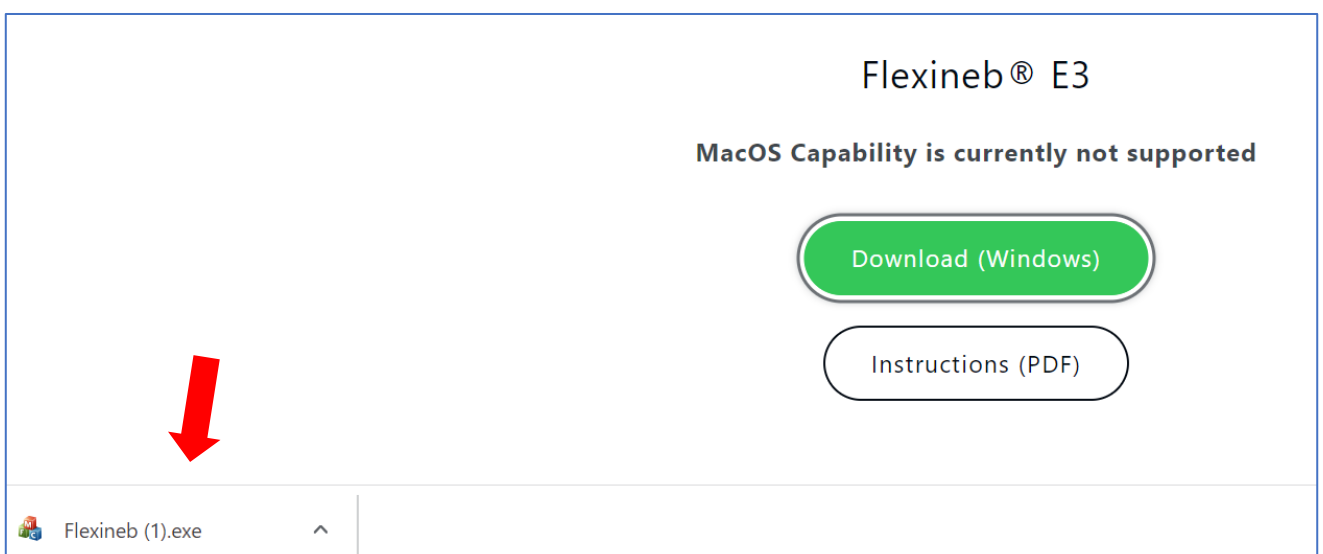 Flexineb® E3
MacOS Capability is currently not supported
Download (Windows)
Instructions (PDF)
Flexineb (1).exe